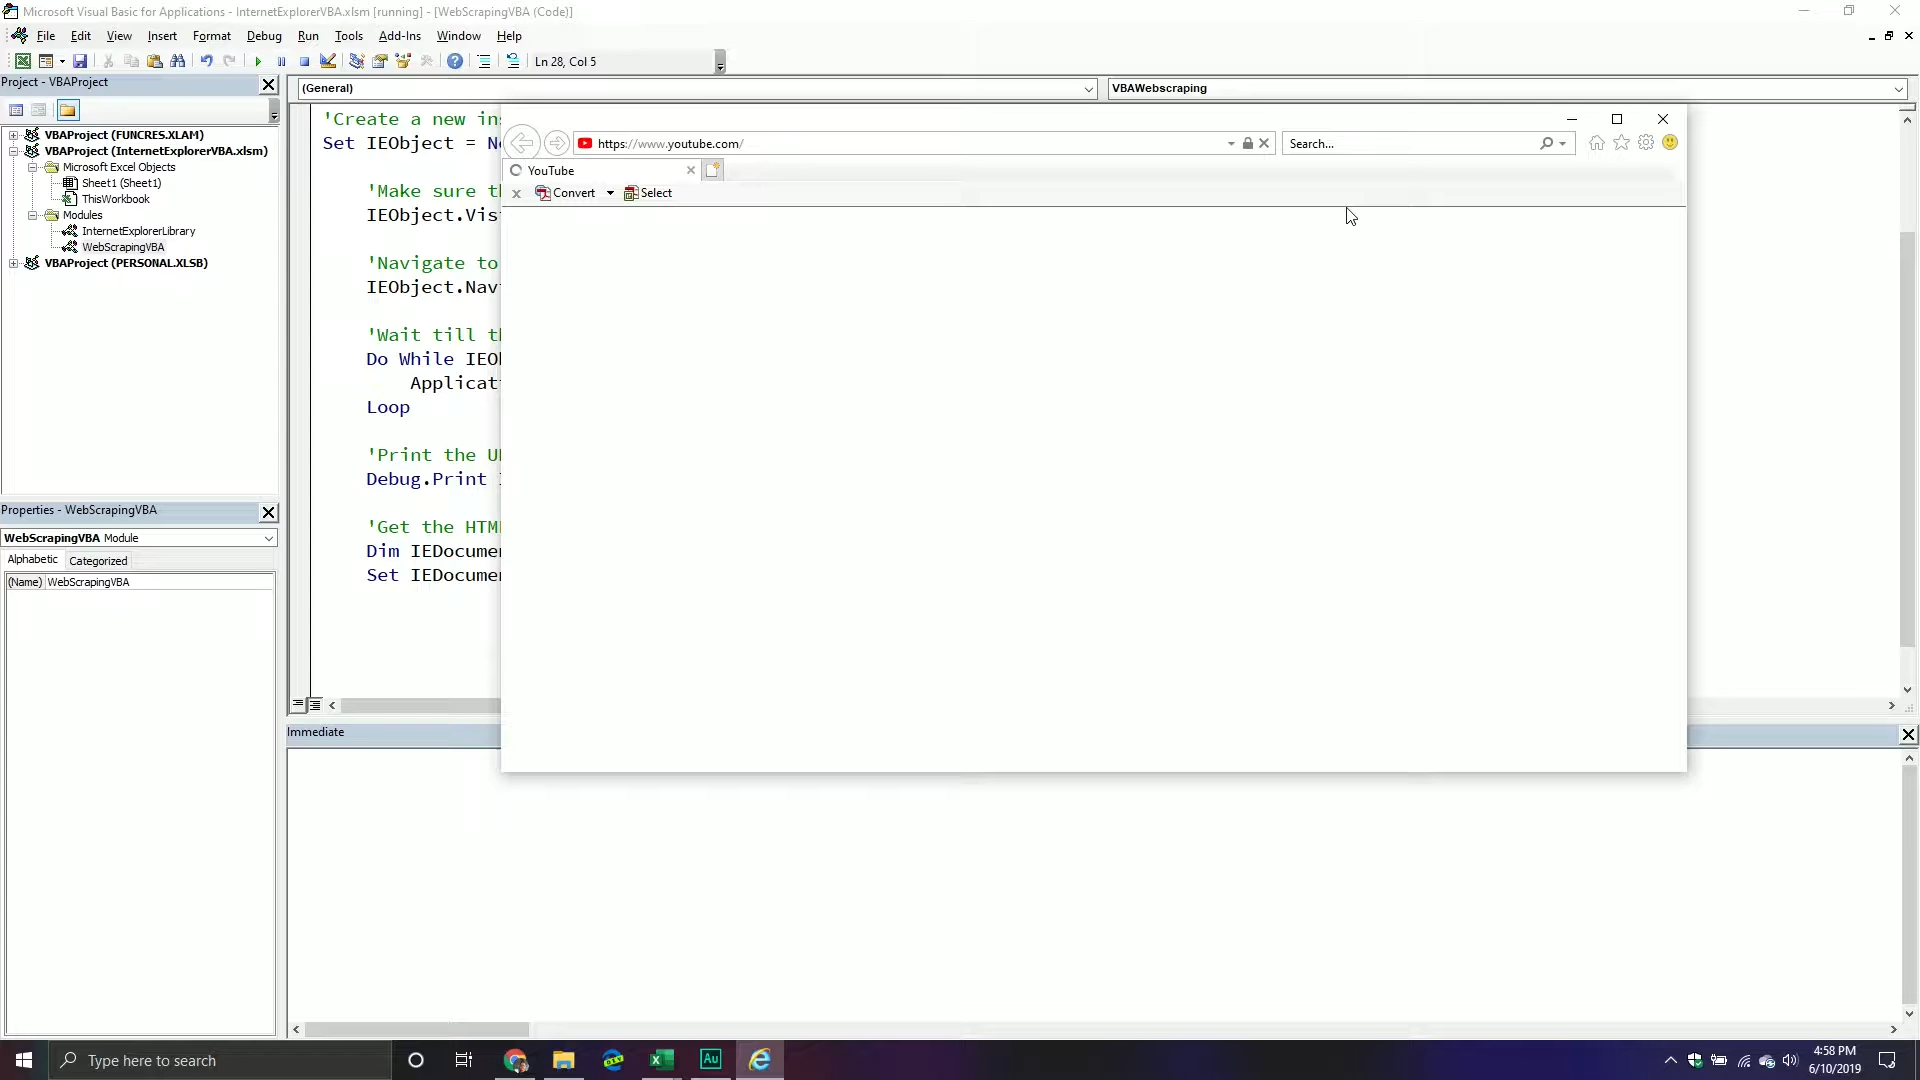 Microsoft Visual Basic for Applications - InternetExplorerVBA.xlsm [running] - [WebScrapingVBA (Code)]
File Edit View Insert Format Debug Run Tools Add-Ins Window Help
Ln 28, Col 5
Project - VBAProject
(General)
VBAWebscraping
VBAProject (FUNCRES.XLAM)
VBAProject (InternetExplorerVBA.xlsm)
Microsoft Excel Objects
Sheet1 (Sheet1)
ThisWorkbook
Modules
InternetExplorerLibrary
WebScrapingVBA
VBAProject (PERSONAL.XLSB)
Properties - WebScrapingVBA
WebScrapingVBA Module
Alphabetic Categorized
(Name) WebScrapingVBA
'Create a new in
Set IEObject = N
'Make sure t
IEObject.Vis
'Navigate to
IEObject.Nav
'Wait till t
Do While IEO
Applicat
Loop
'Print the U
Debug.Print
'Get the HTM
Dim IEDocume
Set IEDocume
https://www.youtube.com/
Search...
YouTube
x Convert Select
Immediate
Type here to search
DEV
Au
4:58 PM
6/10/2019